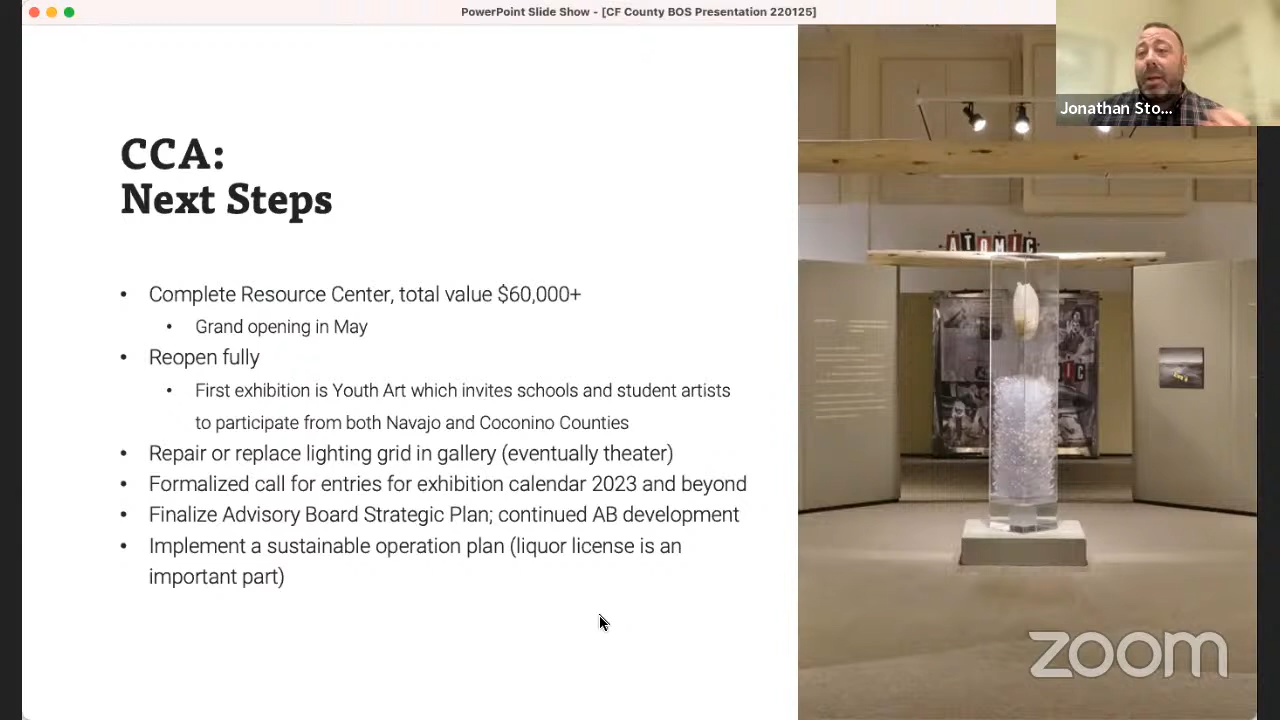 PowerPoint Slide Show - [CF County BOS Presentation 220125]
Jonathan Sto...
CCA:
Next Steps
• Complete Resource Center, total value $60,000+
• Grand opening in May
• Reopen fully
• First exhibition is Youth Art which invites schools and student artists
to participate from both Navajo and Coconino Counties
• Repair or replace lighting grid in gallery (eventually theater)
• Formalized call for entries for exhibition calendar 2023 and beyond
• Finalize Advisory Board Strategic Plan; continued AB development
• Implement a sustainable operation plan (liquor license is an
important part)
ATOMIC
zoom